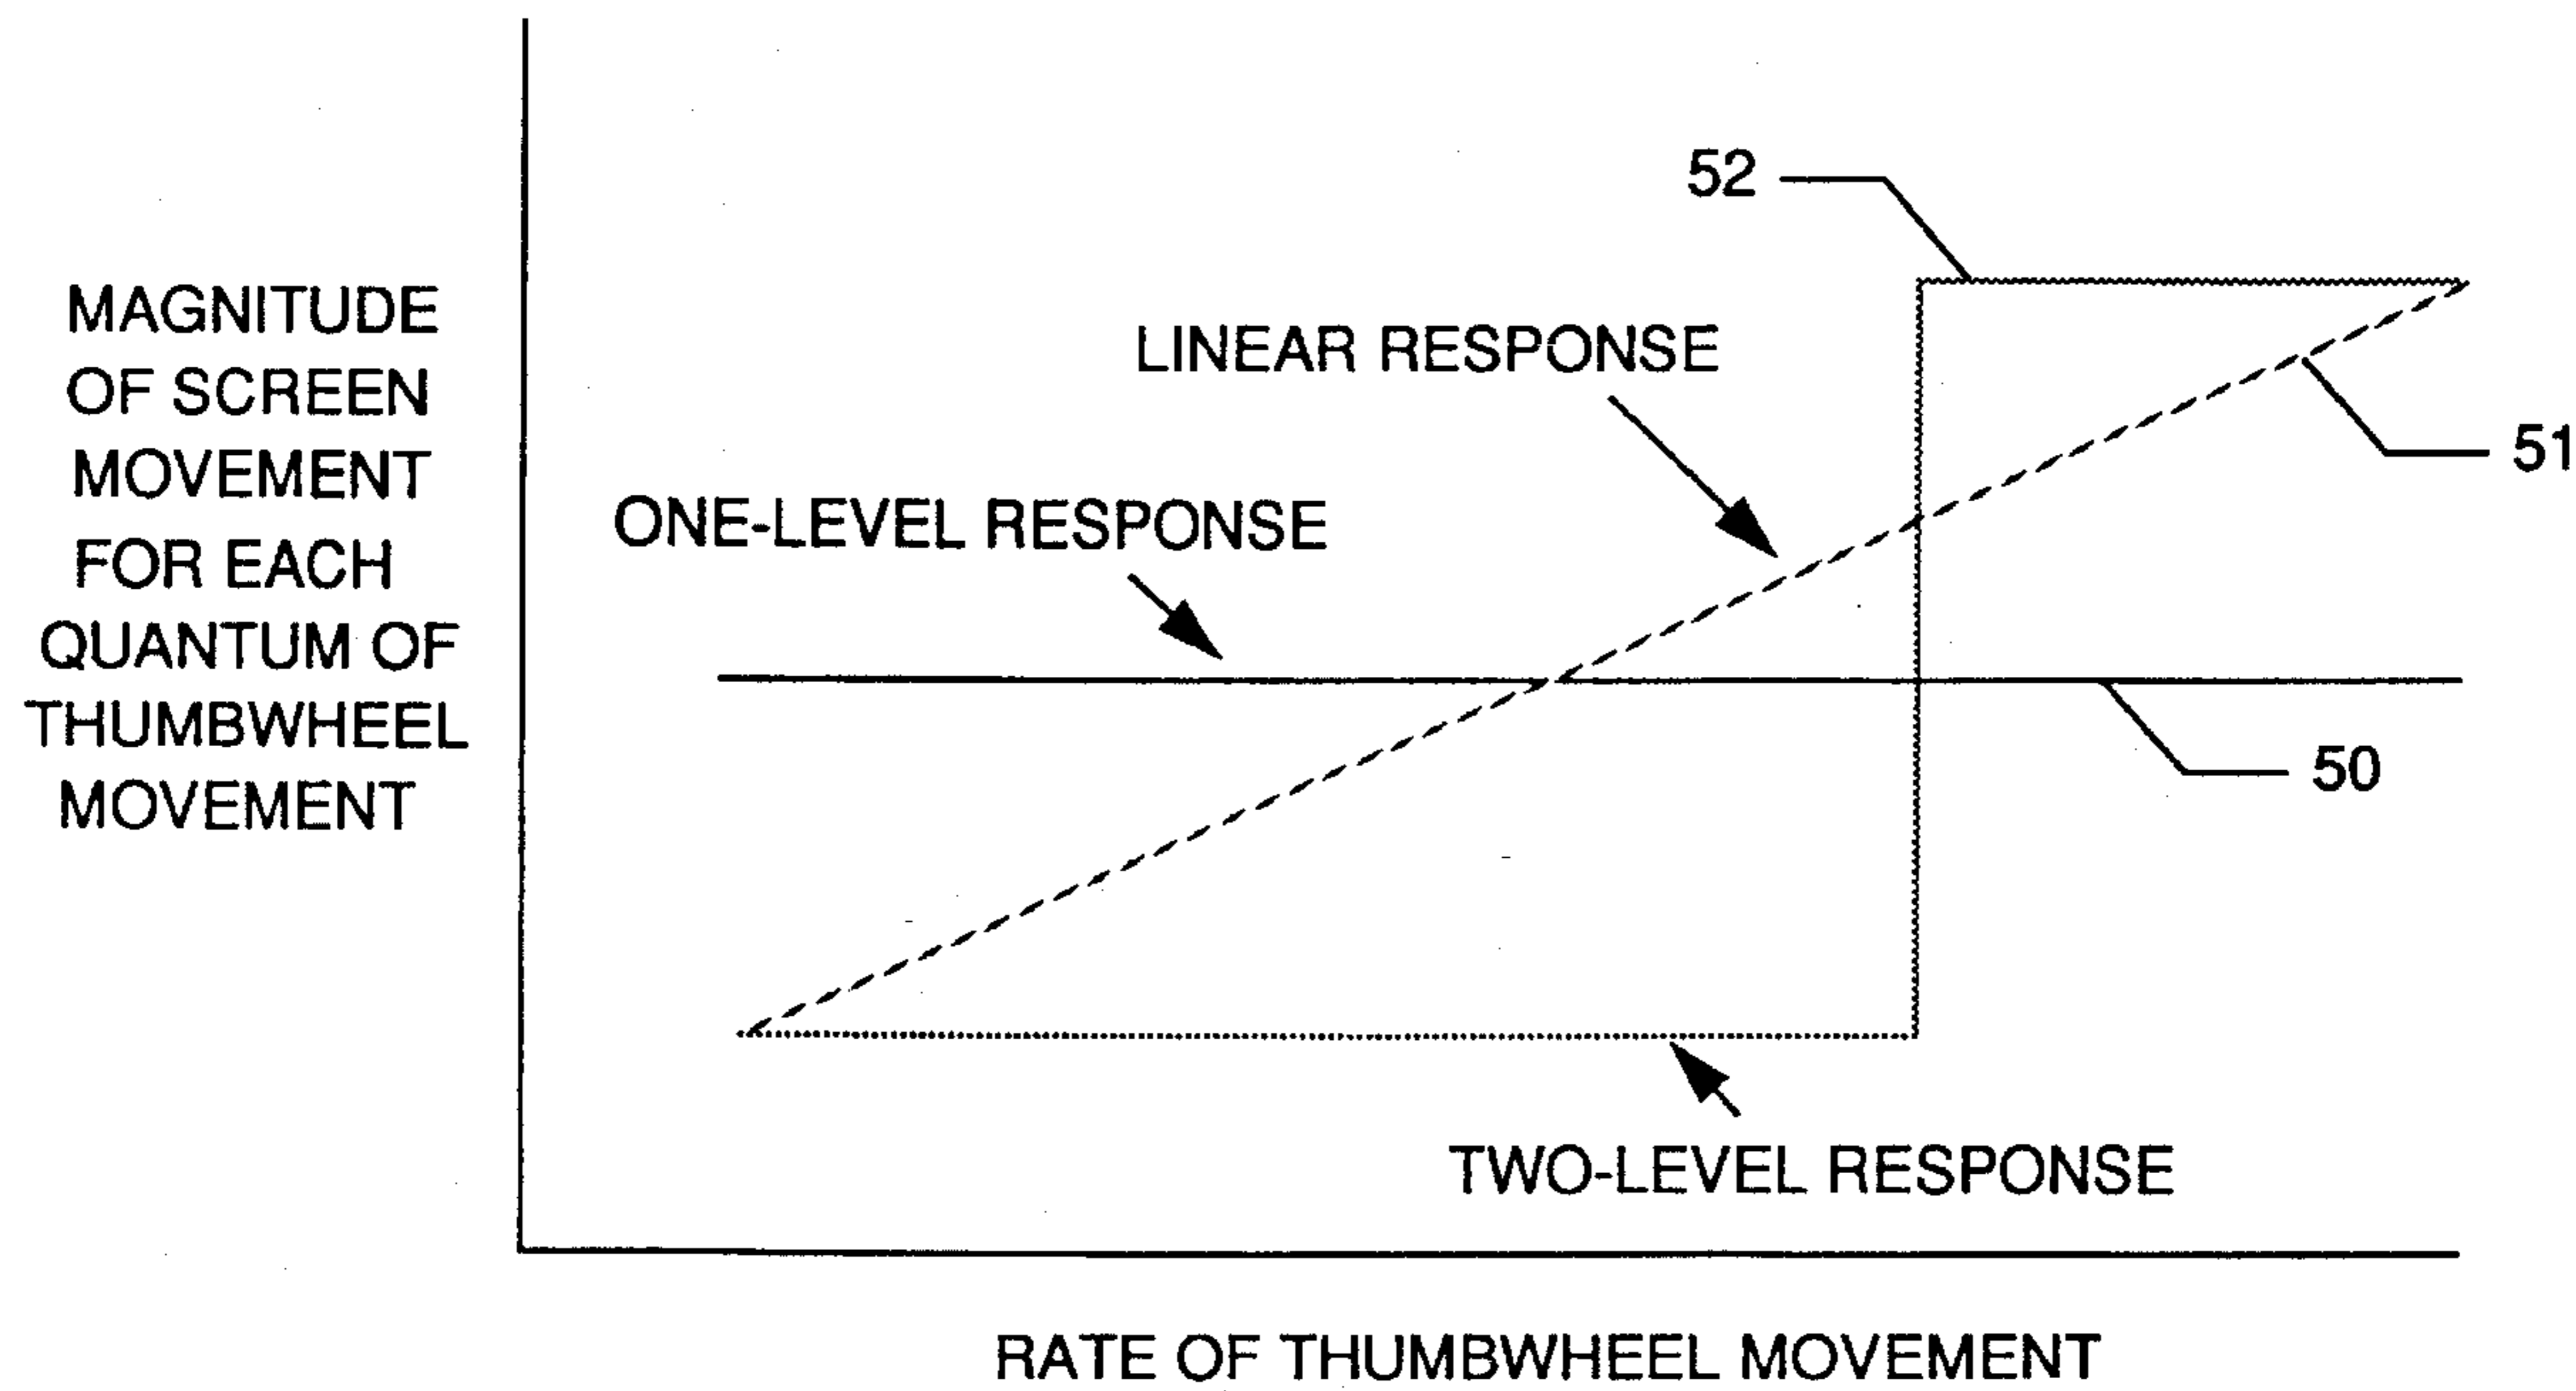 MAGNITUDE
OF SCREEN
MOVEMENT
FOR EACH
QUANTUM OF
THUMBWHEEL
MOVEMENT
52
LINEAR RESPONSE
51
ONE-LEVEL RESPONSE
50
TWO-LEVEL RESPONSE
RATE OF THUMBWHEEL MOVEMENT